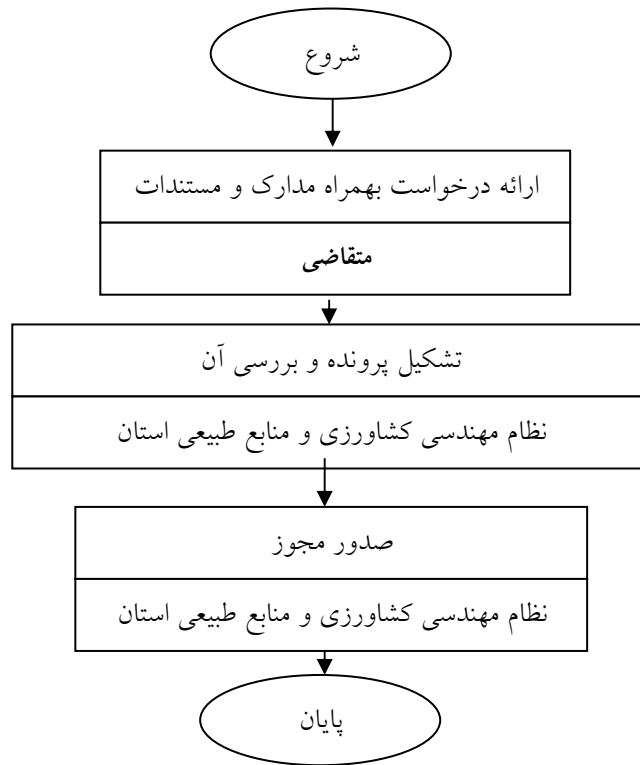 شروع
ارائه درخواست بهمراه مدارک و مستندات
متقاضی
تشکیل پرونده و بررسی آن
نظام مهندسی کشاورزی و منابع طبیعی استان
صدور مجوز
نظام مهندسی کشاورزی و منابع طبیعی استان
پایان